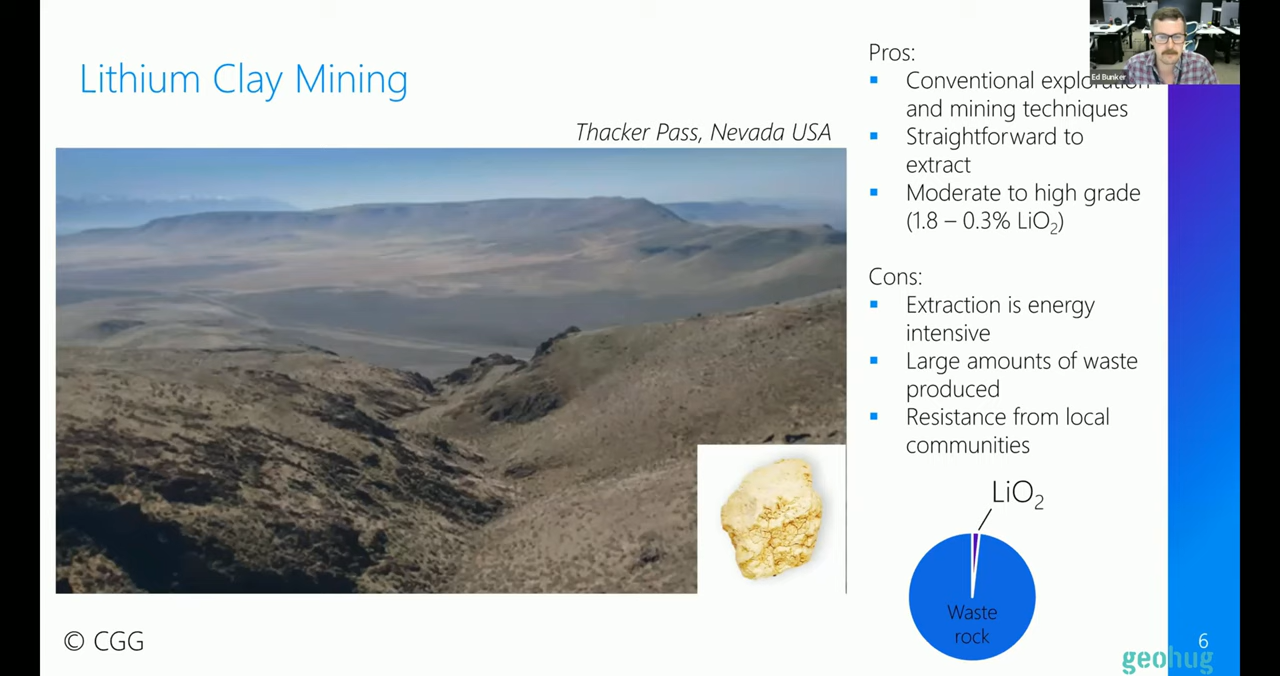 Lithium Clay Mining
Thacker Pass, Nevada USA
Pros:
▪ Conventional exploration
and mining techniques
▪ Straightforward to
extract
▪ Moderate to high grade
(1.8 – 0.3% LiO₂)
Cons:
▪ Extraction is energy
intensive
▪ Large amounts of waste
produced
▪ Resistance from local
communities
LiO₂
Waste
rock
© CGG
6
geohug
Ed Bunker